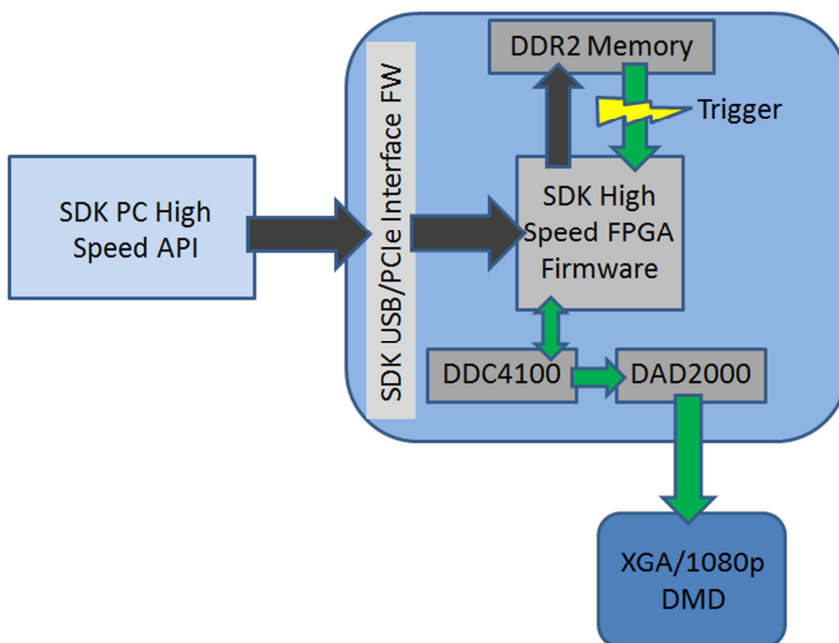 DDR2 Memory
Trigger
SDK USB/PCIe Interface FW
SDK PC High
Speed API
SDK High
Speed FPGA
Firmware
DDC4100
DAD2000
XGA/1080p
DMD